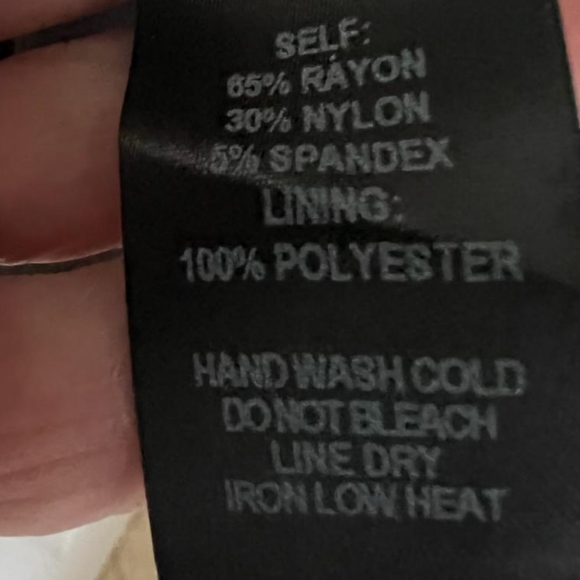 SELF:
65% RAYON
30% NYLON
5% SPANDEX
LINING:
100% POLYESTER
HAND WASH COLD
DO NOT BLEACH
LINE DRY
IRON LOW HEAT